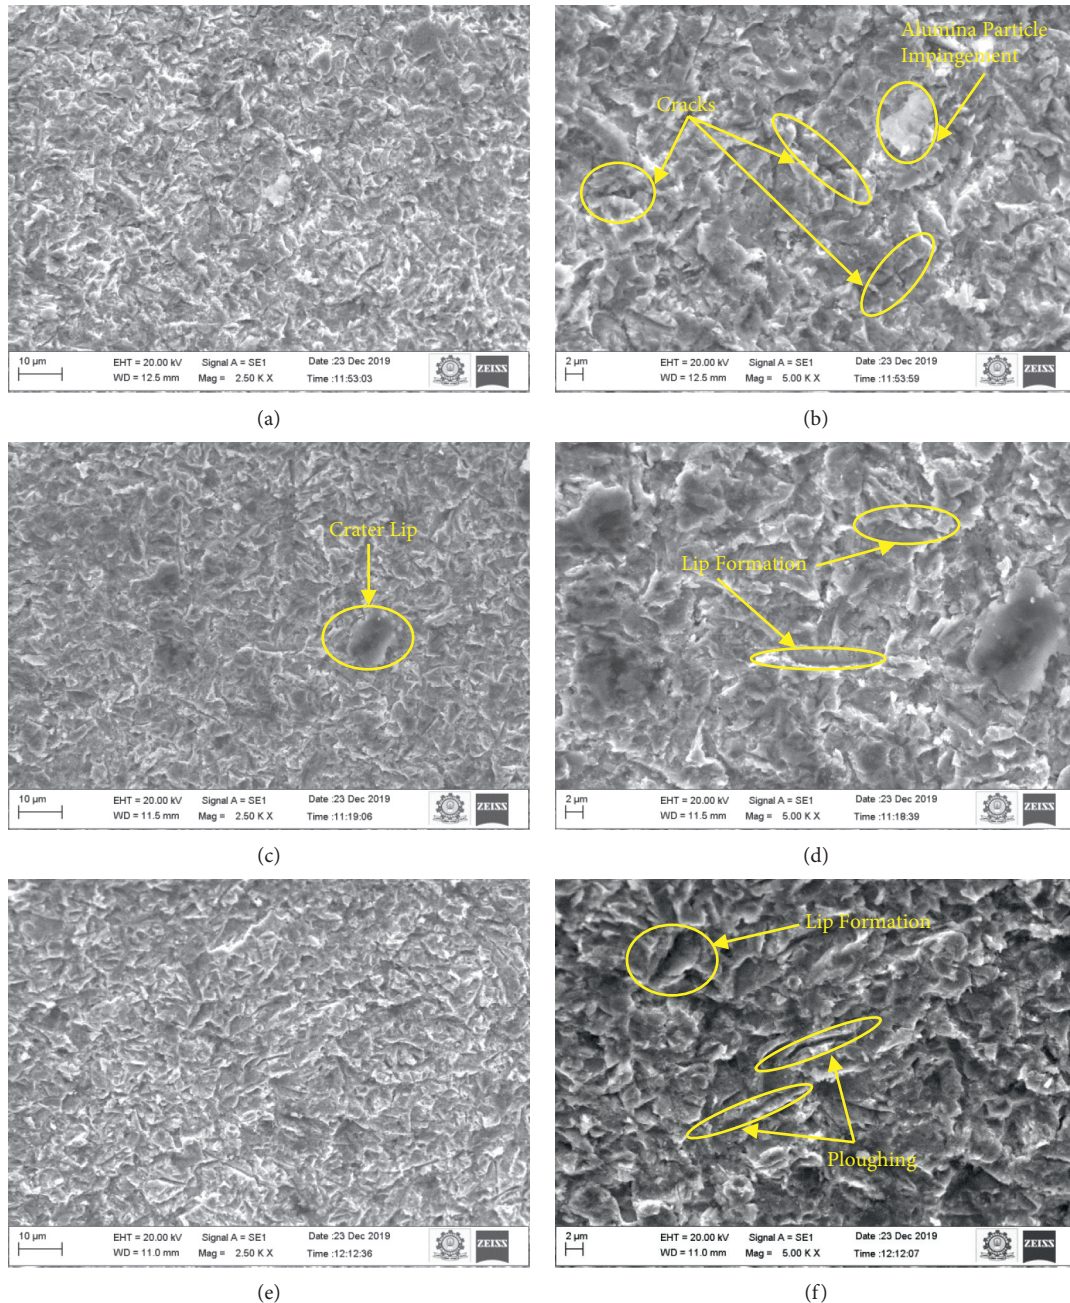 Alumina Particle
Impingement
Cracks
10 µm
EHT = 20.00 kV Signal A = SE1 Date :23 Dec 2019
WD = 12.5 mm Mag = 2.50 K X Time :11:53:03
ZEISS
2 µm
EHT = 20.00 kV Signal A = SE1 Date :23 Dec 2019
WD = 12.5 mm Mag = 5.00 K X Time :11:53:59
ZEISS
(a)
(b)
Crater Lip
Lip Formation
10 µm
EHT = 20.00 kV Signal A = SE1 Date :23 Dec 2019
WD = 11.5 mm Mag = 2.50 K X Time :11:19:06
ZEISS
2 µm
EHT = 20.00 kV Signal A = SE1 Date :23 Dec 2019
WD = 11.5 mm Mag = 5.00 K X Time :11:18:39
ZEISS
(c)
(d)
Lip Formation
Ploughing
10 µm
EHT = 20.00 kV Signal A = SE1 Date :23 Dec 2019
WD = 11.0 mm Mag = 2.50 K X Time :12:12:36
ZEISS
2 µm
EHT = 20.00 kV Signal A = SE1 Date :23 Dec 2019
WD = 11.0 mm Mag = 5.00 K X Time :12:12:07
ZEISS
(e)
(f)